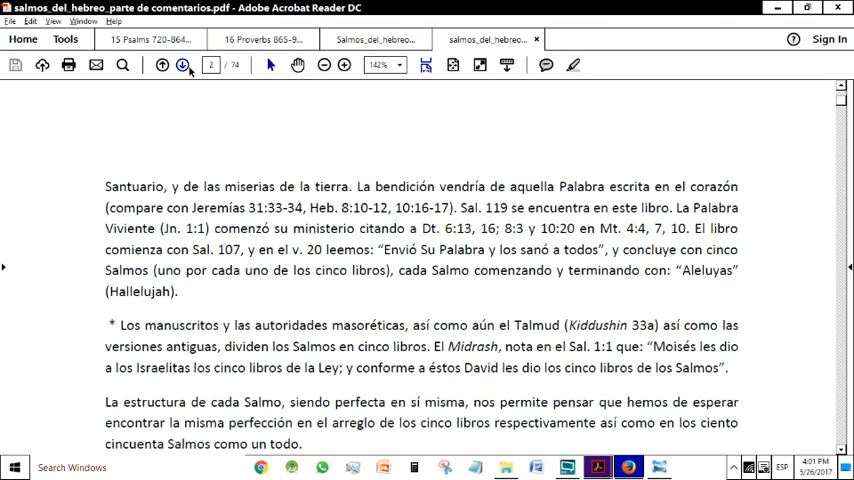 salmos_del_hebreo_parte de comentarios.pdf - Adobe Acrobat Reader DC
File Edit View Window Help
Home Tools 15 Psalms 720-864... 16 Proverbs 865-9... Salmos_del_hebreo... salmos_del_hebreo... × ? Sign In
2 / 74 142%
Santuario, y de las miserias de la tierra. La bendición vendría de aquella Palabra escrita en el corazón
(compare con Jeremías 31:33-34, Heb. 8:10-12, 10:16-17). Sal. 119 se encuentra en este libro. La Palabra
Viviente (Jn. 1:1) comenzó su ministerio citando a Dt. 6:13, 16; 8:3 y 10:20 en Mt. 4:4, 7, 10. El libro
comienza con Sal. 107, y en el v. 20 leemos: “Envió Su Palabra y los sanó a todos”, y concluye con cinco
Salmos (uno por cada uno de los cinco libros), cada Salmo comenzando y terminando con: “Aleluyas”
(Hallelujah).
* Los manuscritos y las autoridades masoréticas, así como aún el Talmud (Kiddushin 33a) así como las
versiones antiguas, dividen los Salmos en cinco libros. El Midrash, nota en el Sal. 1:1 que: “Moisés les dio
a los Israelitas los cinco libros de la Ley; y conforme a éstos David les dio los cinco libros de los Salmos”.
La estructura de cada Salmo, siendo perfecta en sí misma, nos permite pensar que hemos de esperar
encontrar la misma perfección en el arreglo de los cinco libros respectivamente así como en los ciento
cincuenta Salmos como un todo.
Search Windows ESP 4:01 PM
5/26/2017